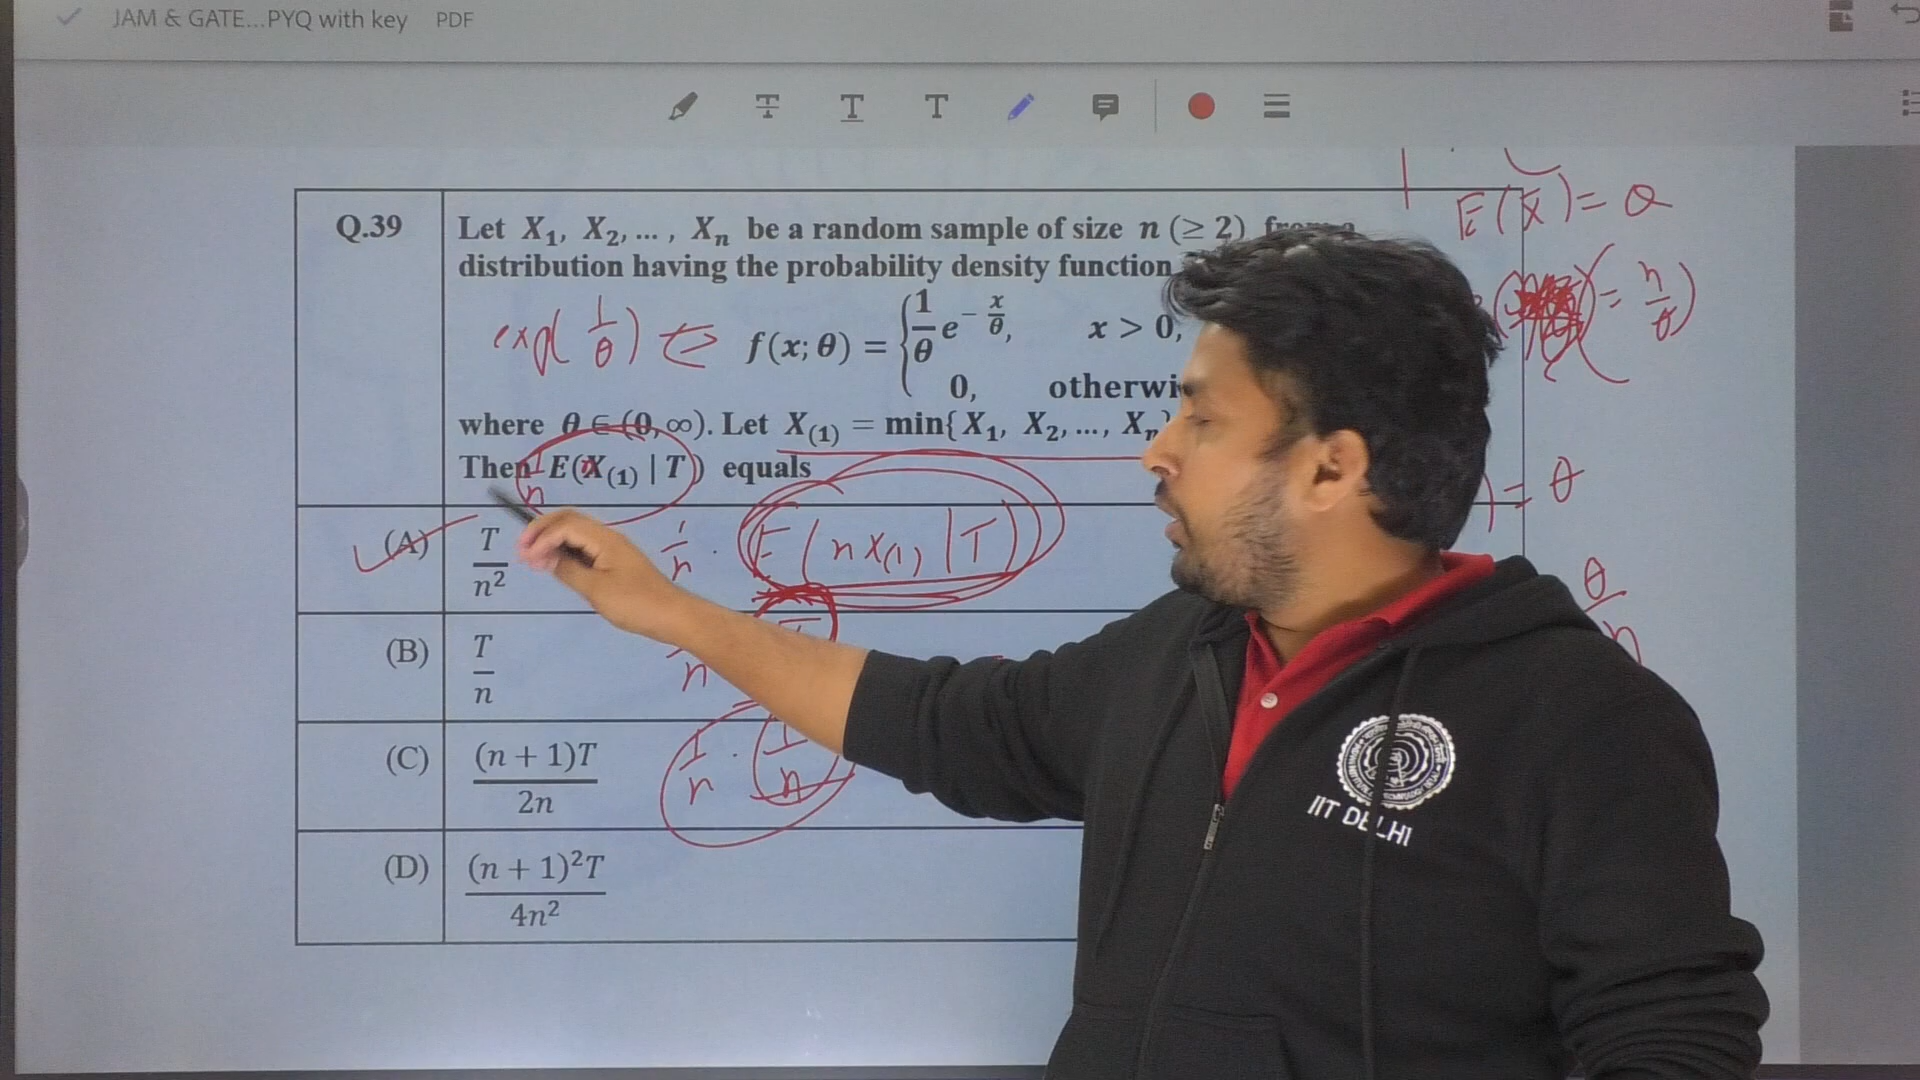 JAM & GATE...PYQ with key PDF
Q.39 Let X₁, X₂, ... , Xₙ be a random sample of size n (≥ 2) from a
distribution having the probability density function
exp(1/θ) f(x; θ) = { 1/θ e^(-x/θ), x > 0,
0, otherwi
where θ ∈ (0, ∞). Let X₍₁₎ = min{ X₁, X₂, ..., Xₙ}
Then E(X₍₁₎ | T) equals
(A) T/n²
1/n · E(nX₍₁₎ | T)
(B) T/n
(C) (n + 1)T/2n
(D) (n + 1)²T/4n²
E(X̄) = θ
= n/θ)
) = θ
θ/n
IIT DELHI